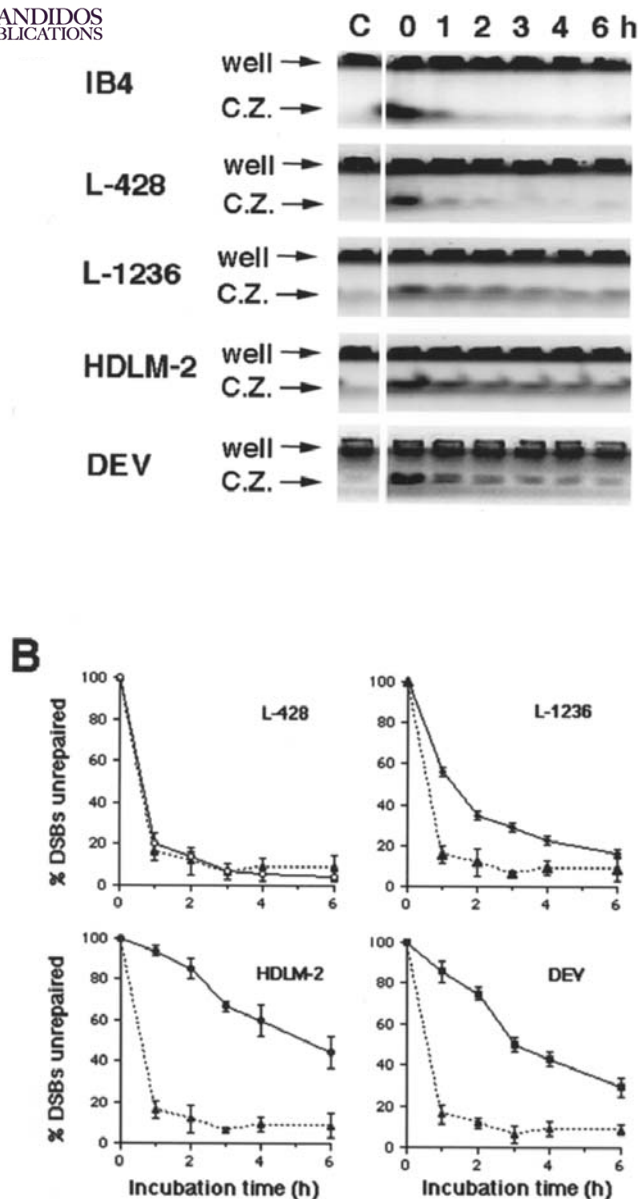 ANDIDOS
BLICATIONS
C 0 1 2 3 4 6 h
IB4
well
C.Z.
L-428
well
C.Z.
L-1236
well
C.Z.
HDLM-2
well
C.Z.
DEV
well
C.Z.
B
% DSBs unrepaired
100
80
60
40
20
0
L-428
0 2 4 6
100
80
60
40
20
0
L-1236
0 2 4 6
% DSBs unrepaired
100
80
60
40
20
0
HDLM-2
0 2 4 6
Incubation time (h)
100
80
60
40
20
0
DEV
0 2 4 6
Incubation time (h)